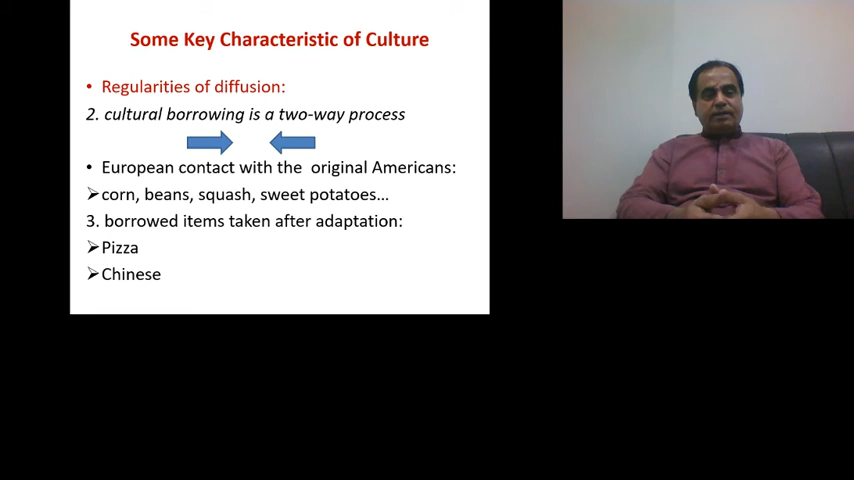 Some Key Characteristic of Culture
• Regularities of diffusion:
2. cultural borrowing is a two-way process
• European contact with the original Americans:
➢corn, beans, squash, sweet potatoes…
3. borrowed items taken after adaptation:
➢Pizza
➢Chinese